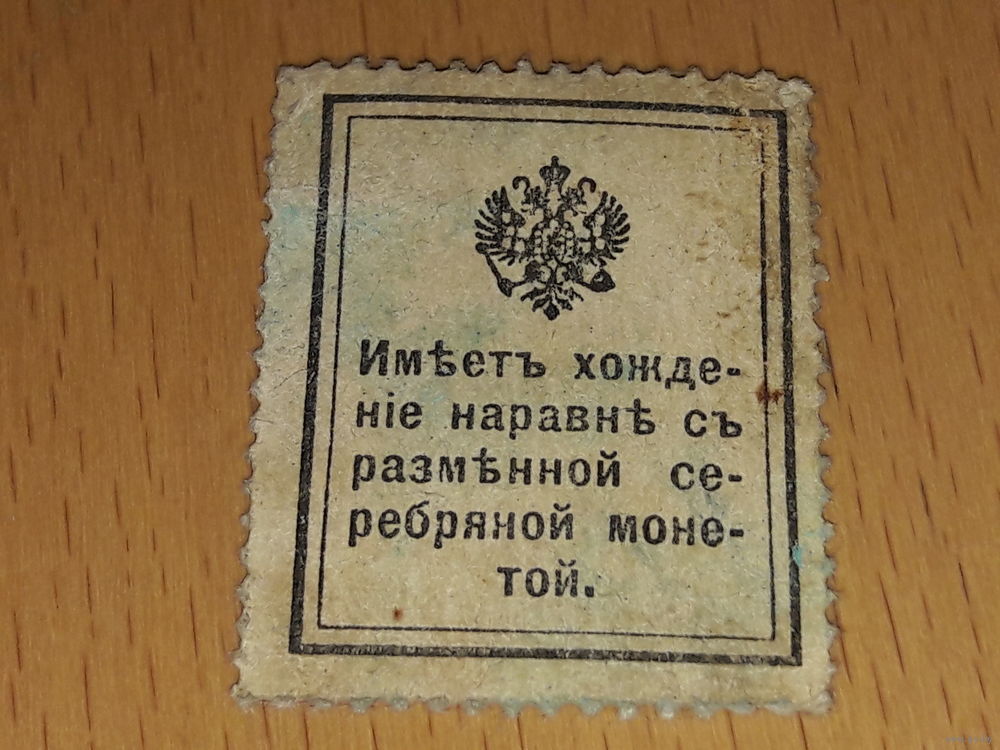 Имѣетъ хожде-
ніе наравнѣ съ
размѣнной се-
ребряной моне-
той.